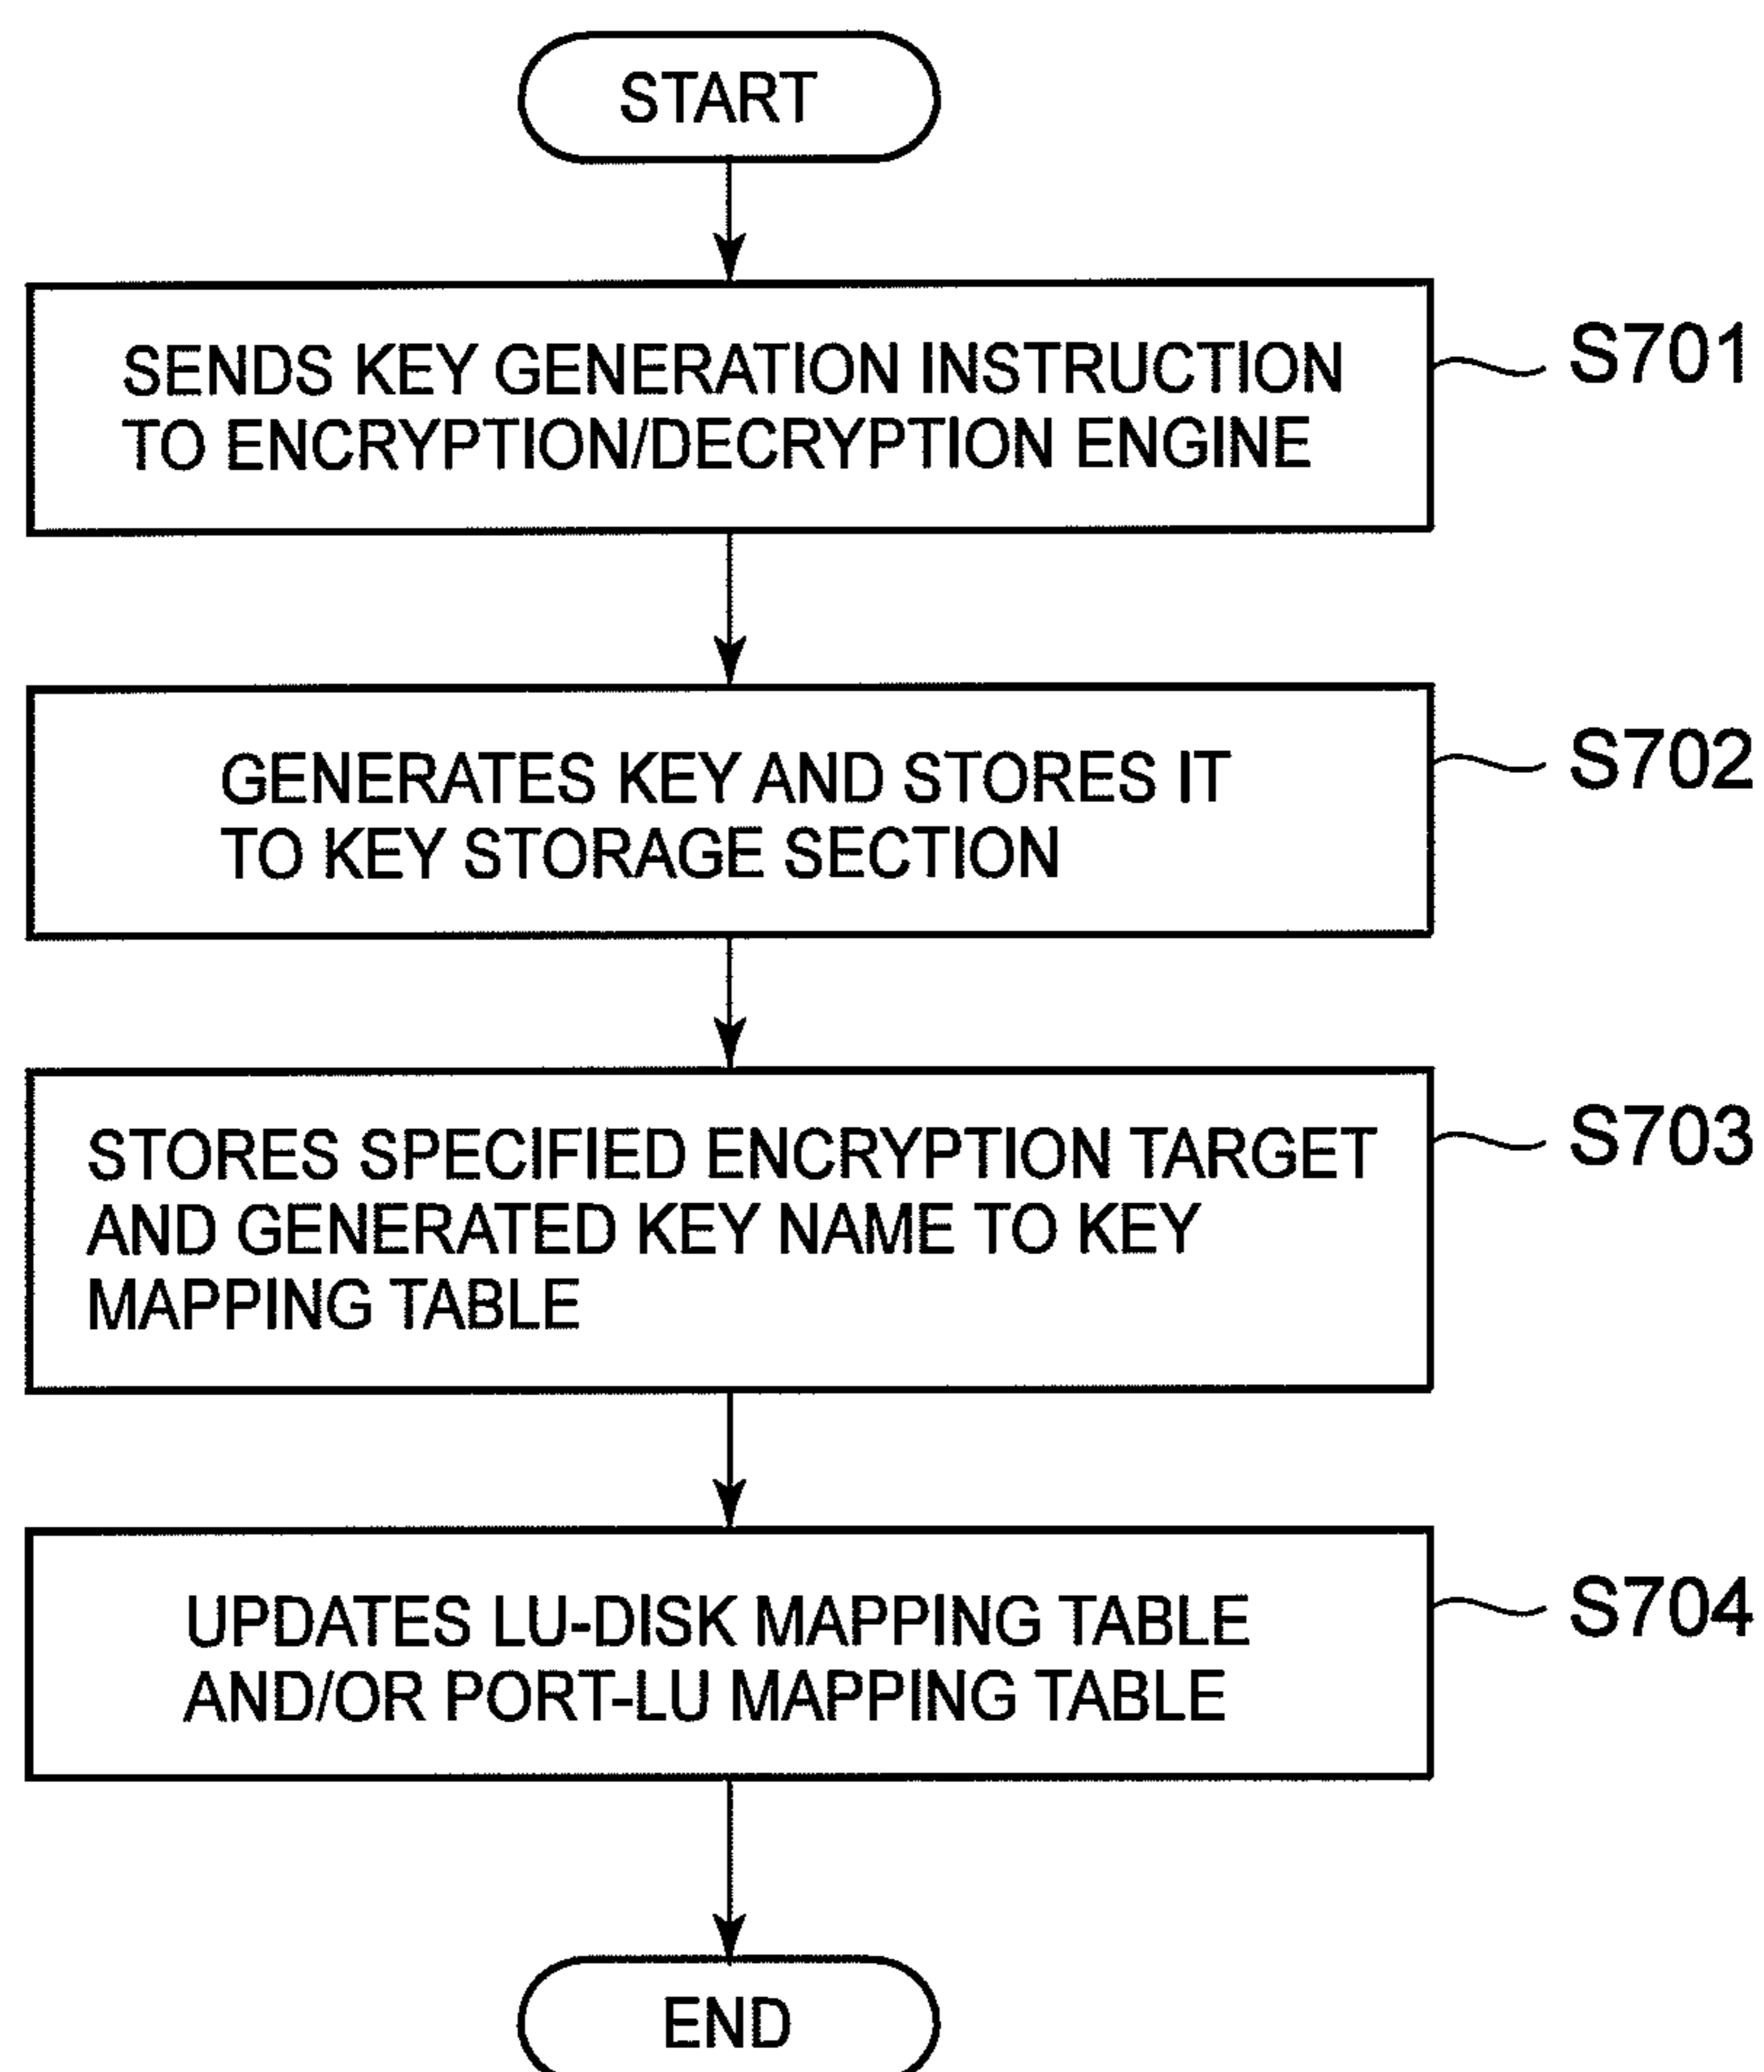 START
SENDS KEY GENERATION INSTRUCTION
TO ENCRYPTION/DECRYPTION ENGINE
S701
GENERATES KEY AND STORES IT
TO KEY STORAGE SECTION
S702
STORES SPECIFIED ENCRYPTION TARGET
AND GENERATED KEY NAME TO KEY
MAPPING TABLE
S703
UPDATES LU-DISK MAPPING TABLE
AND/OR PORT-LU MAPPING TABLE
S704
END